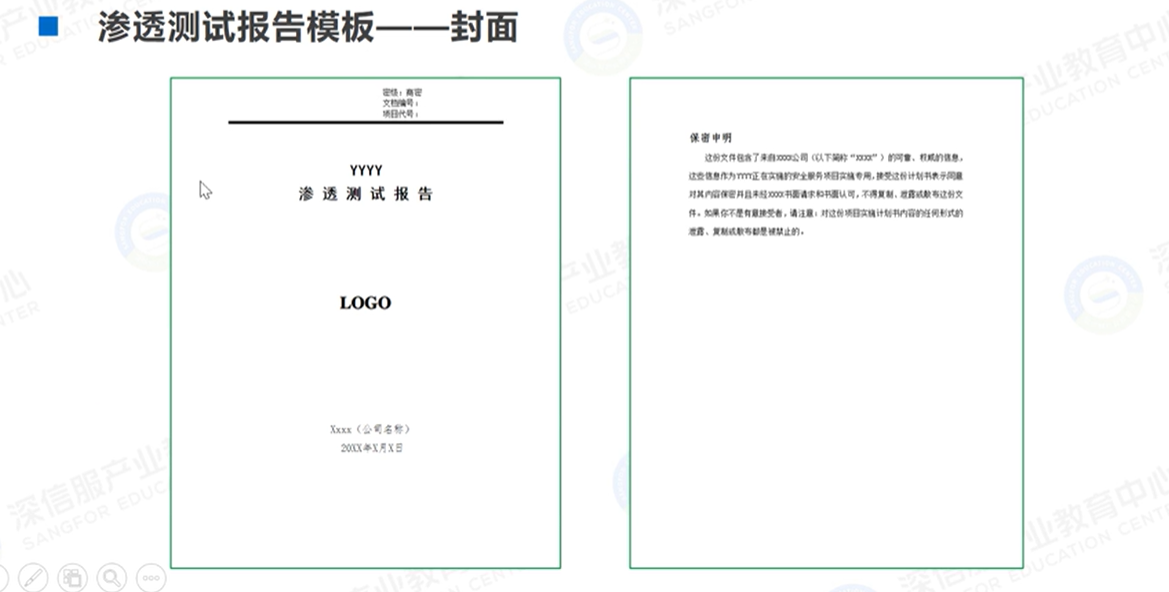 渗透测试报告模板——封面
密级：商密
文档编号：
项目代号：
YYYY
渗透测试报告
LOGO
Xxxx（公司名称）
20XX年X月X日
保密申明
这份文件包含了来自XXXX公司（以下简称“XXXX”）的可靠、权威的信息，
这些信息作为YYYY正在实施的安全服务项目实施专用，接受这份计划书表示同意
对其内容保密并且未经XXXX书面请求和书面认可，不得复制、泄露或散布这份文
件。如果你不是有意接受者，请注意：对这份项目实施计划书内容的任何形式的
泄露、复制或散布都是被禁止的。
深信服产业教育中心
SANGFOR EDUCATION CENTER